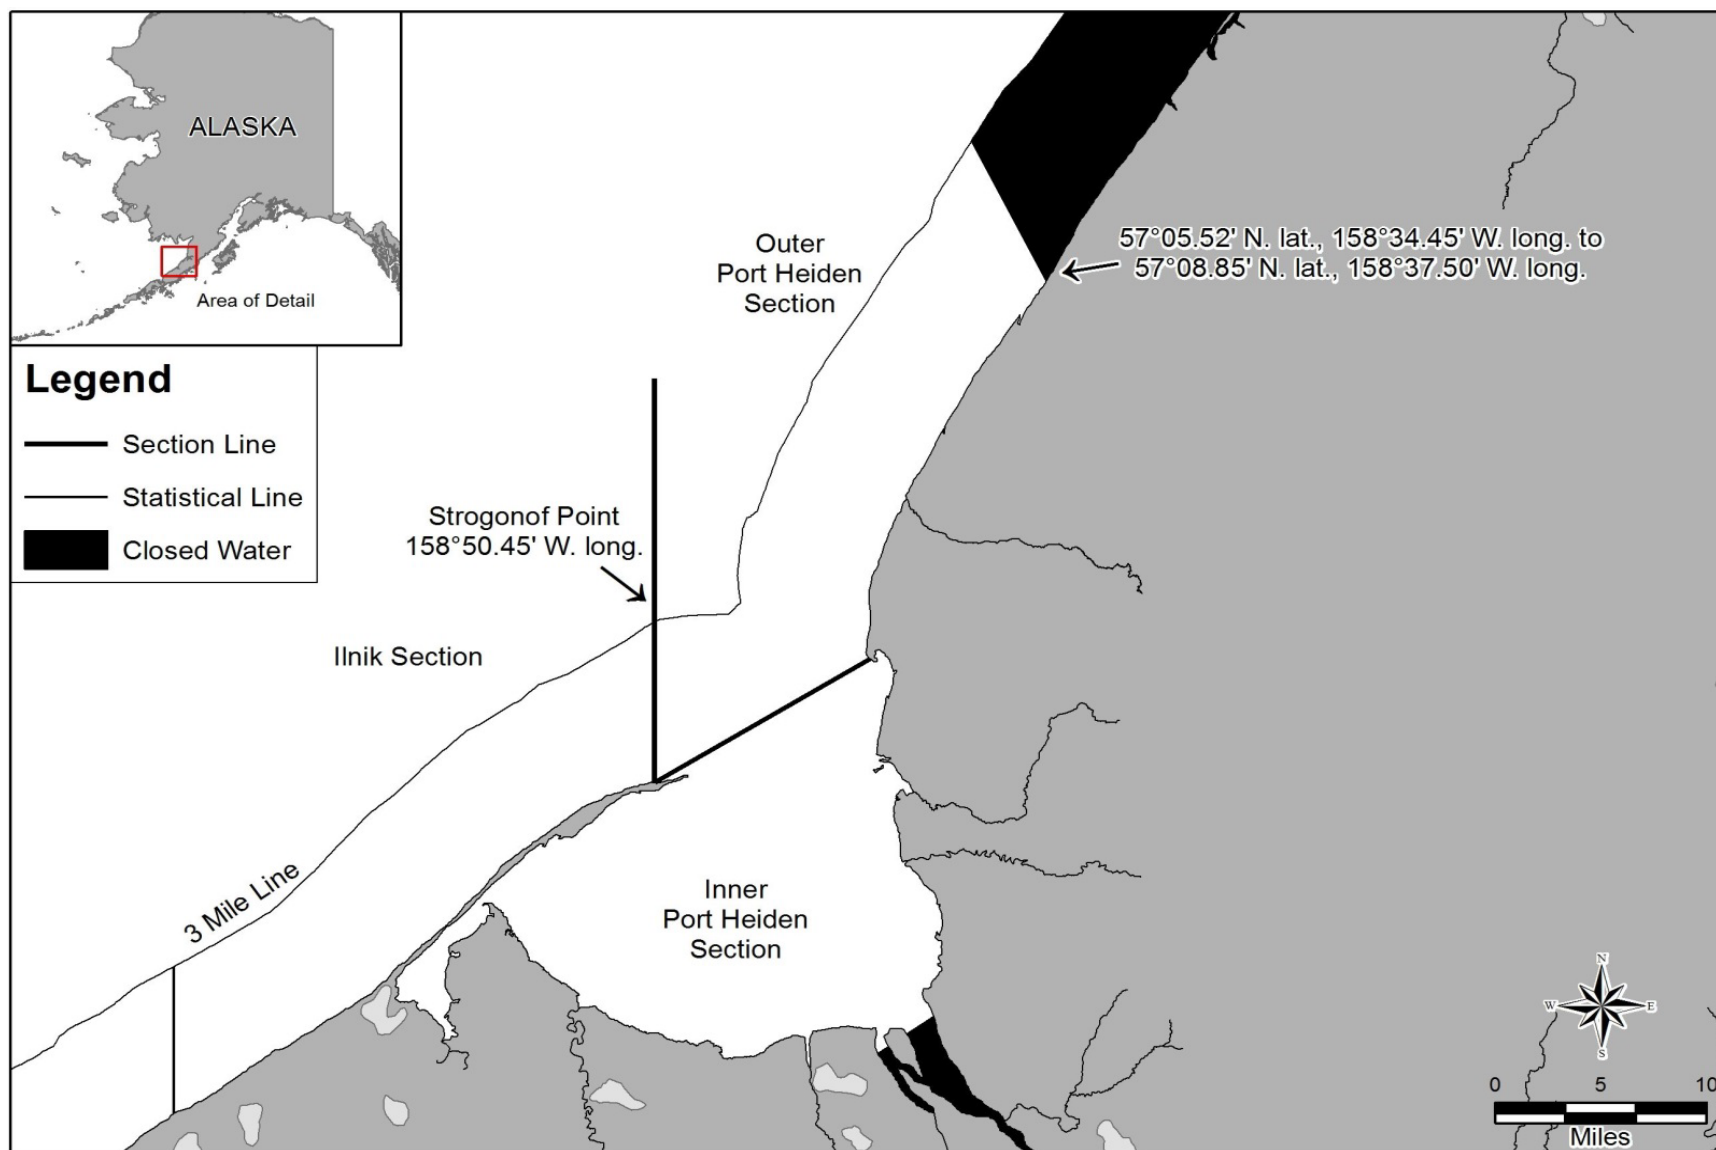 ALASKA
Area of Detail
Legend
Section Line
Statistical Line
Closed Water
Outer
Port Heiden
Section
57°05.52' N. lat., 158°34.45' W. long. to
57°08.85' N. lat., 158°37.50' W. long.
Strogonof Point
158°50.45' W. long.
Ilnik Section
3 Mile Line
Inner
Port Heiden
Section
N
W E
S
0 5 10
Miles